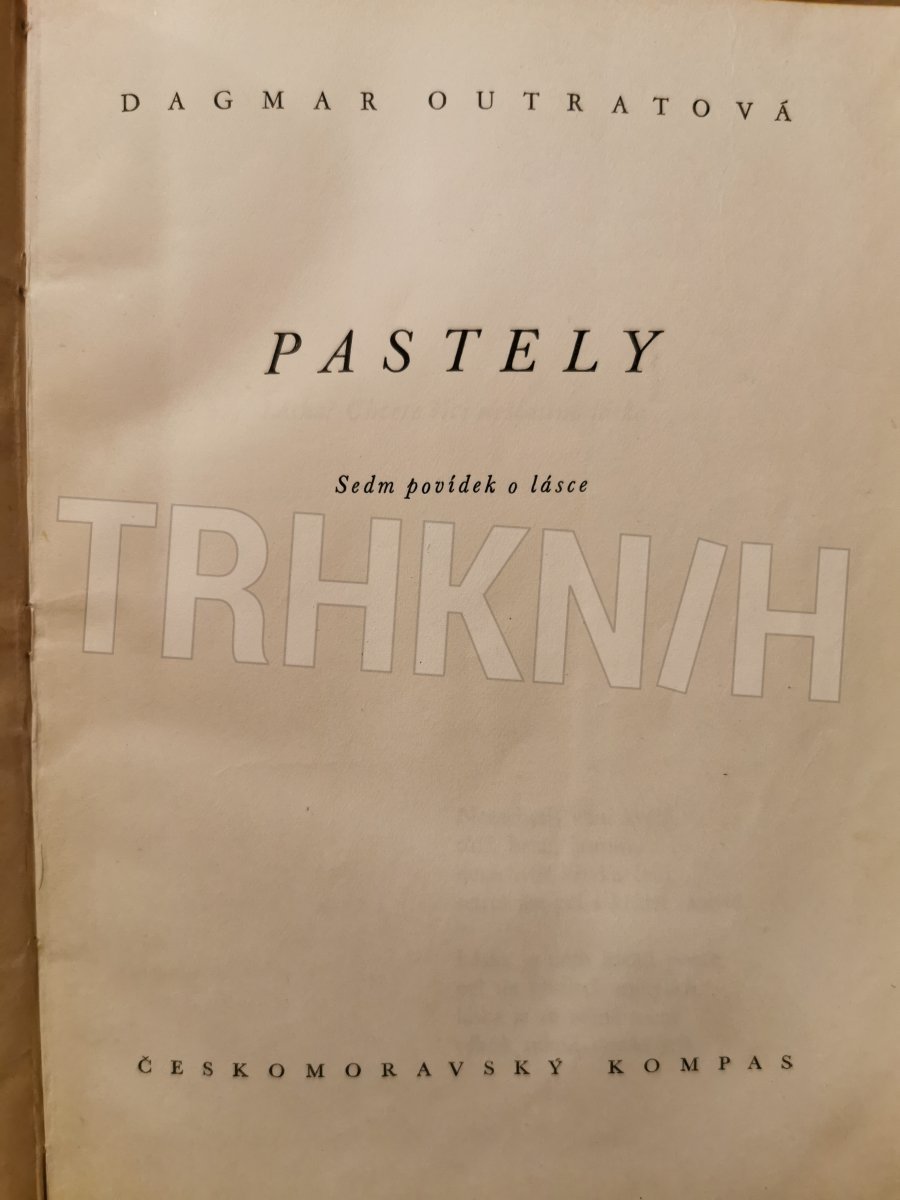 DAGMAR OUTRATOVÁ
PASTELY
Sedm povídek o lásce
TRHKNIH
ČESKOMORAVSKÝ KOMPAS